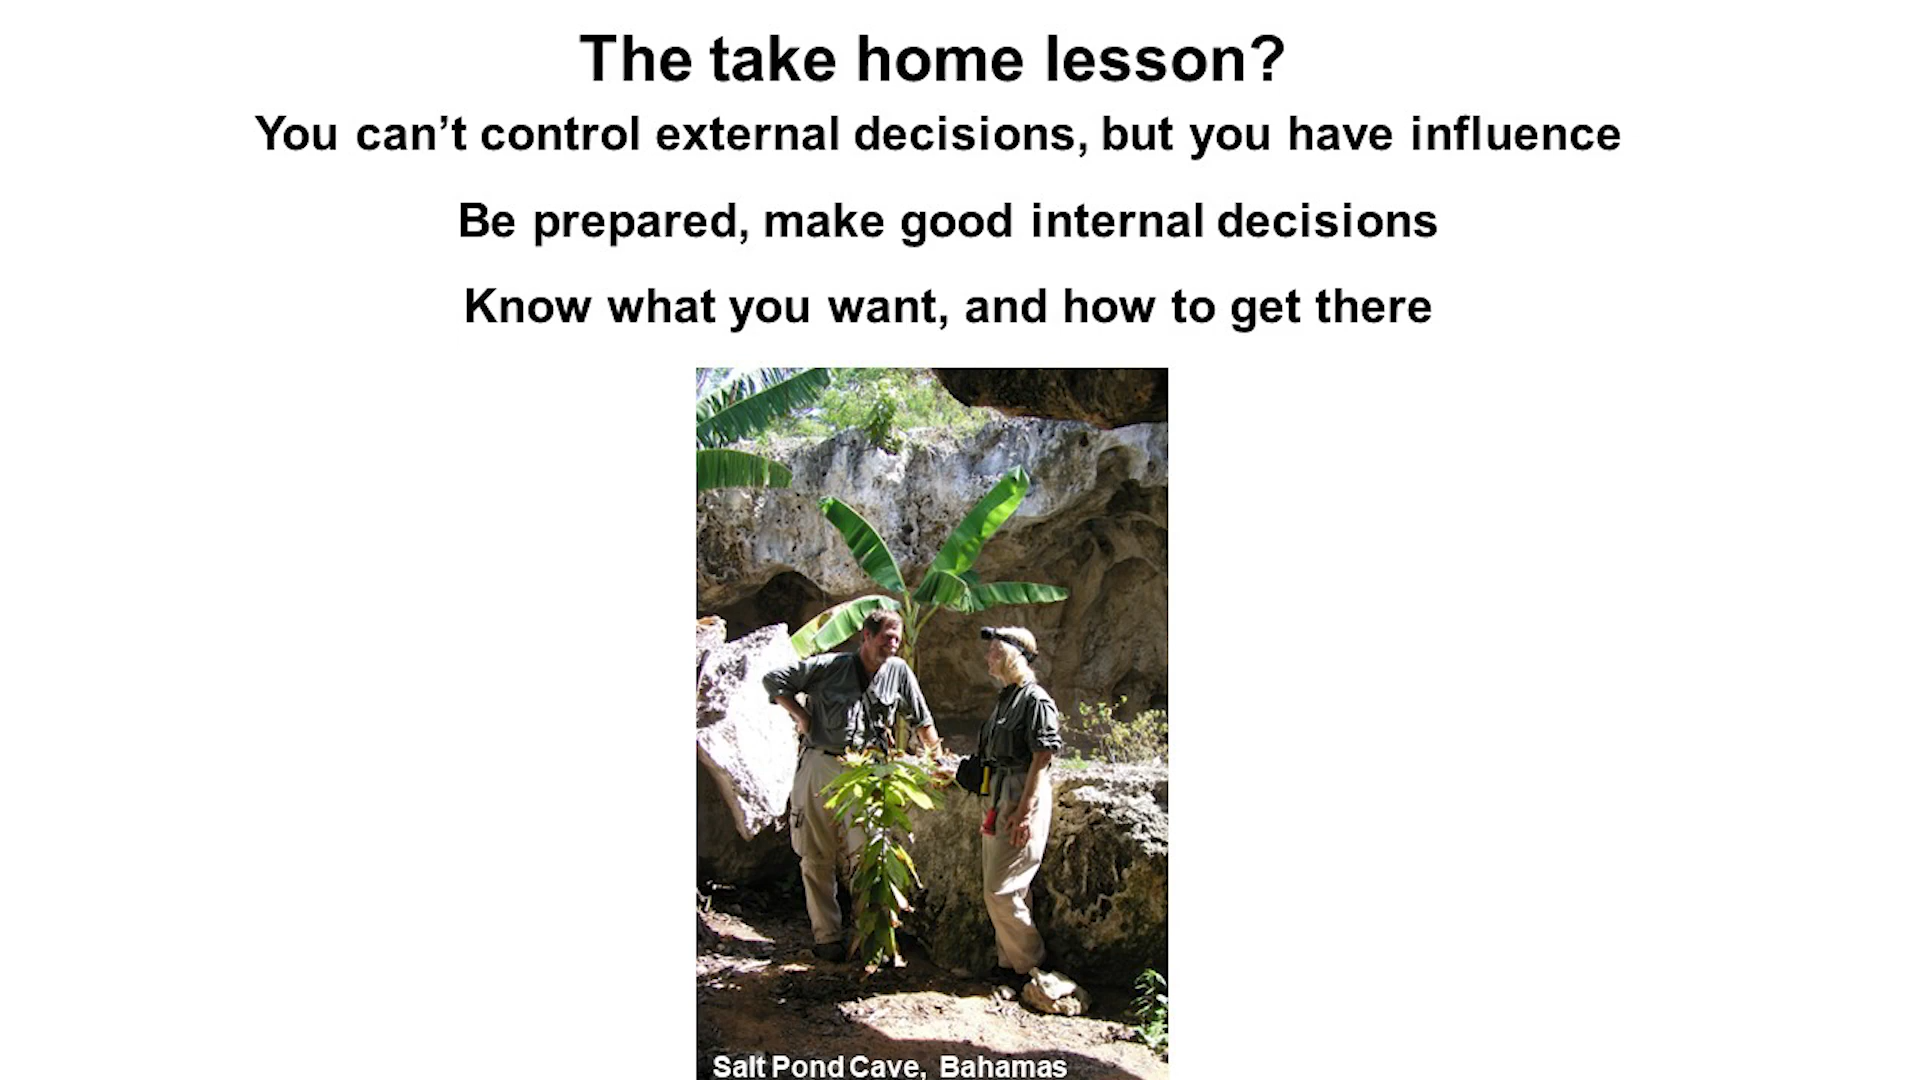 The take home lesson?
You can’t control external decisions, but you have influence
Be prepared, make good internal decisions
Know what you want, and how to get there
Salt Pond Cave, Bahamas